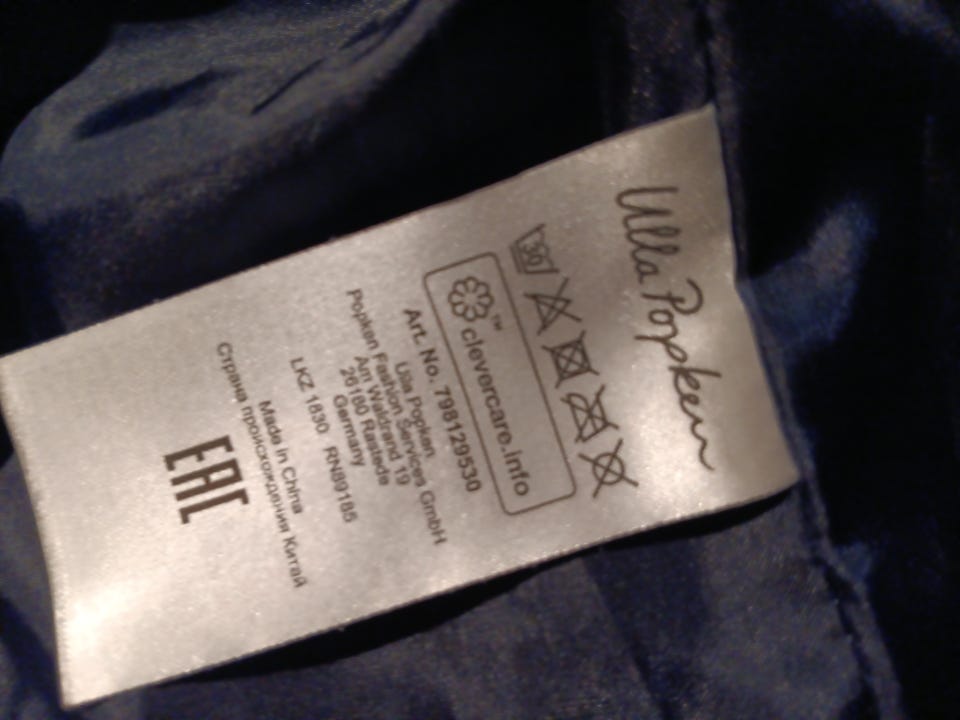 Ulla Popken
30
clevercare.info
™
Art. No. 798129530
Ulla Popken
Popken Fashion Services GmbH
Am Waldrand 19
26180 Rastede
Germany
LKZ 1830 RN89185
Made in China
Страна происхождения Китай
EAC